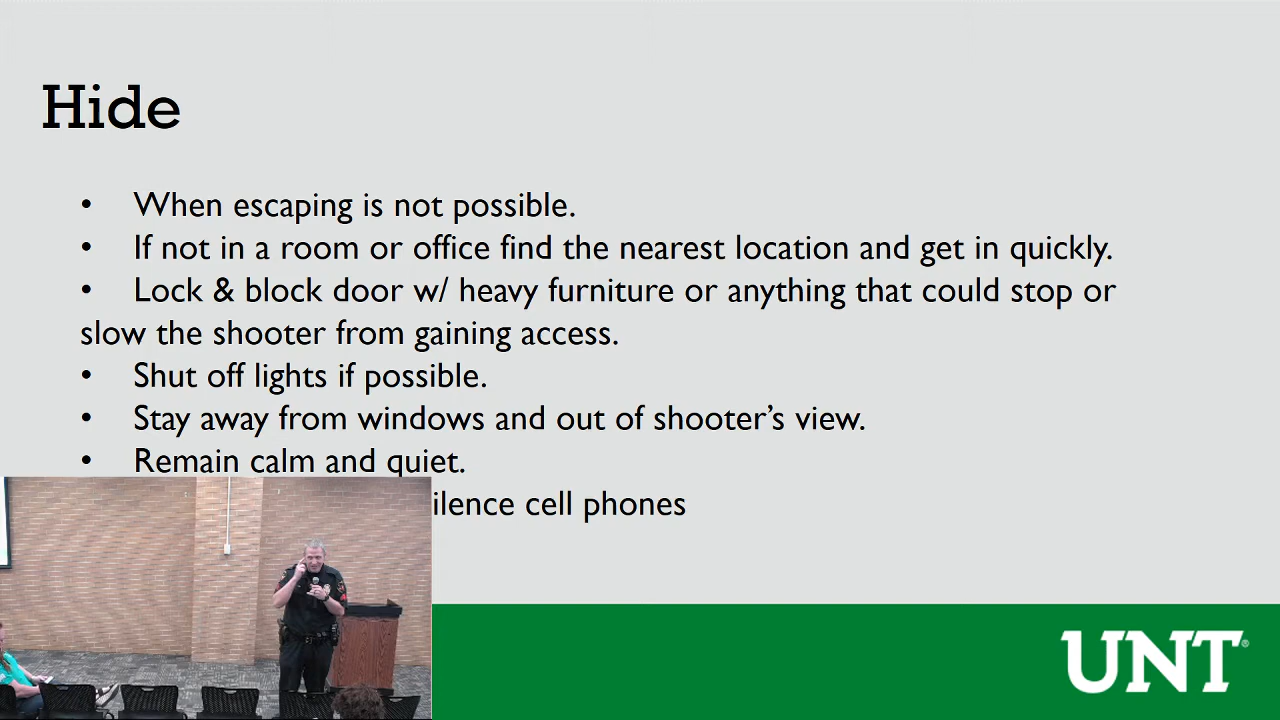 Hide
• When escaping is not possible.
• If not in a room or office find the nearest location and get in quickly.
• Lock & block door w/ heavy furniture or anything that could stop or
slow the shooter from gaining access.
• Shut off lights if possible.
• Stay away from windows and out of shooter’s view.
• Remain calm and quiet.
cell phones
UNT®